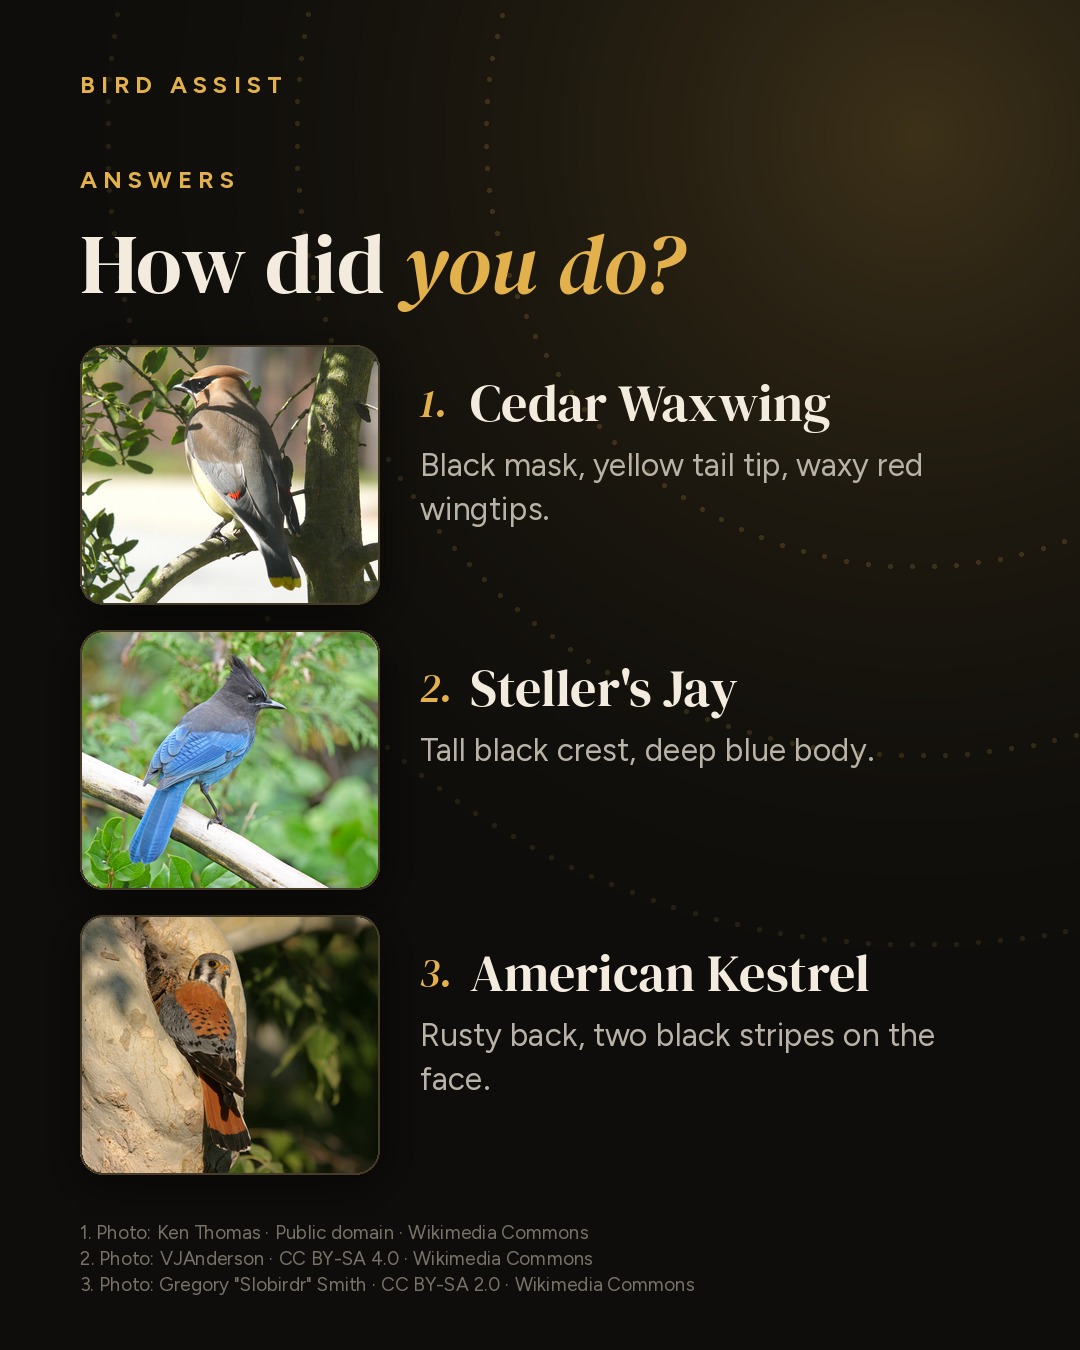 BIRD ASSIST
ANSWERS
How did you do?
1. Cedar Waxwing
Black mask, yellow tail tip, waxy red
wingtips.
2. Steller's Jay
Tall black crest, deep blue body.
3. American Kestrel
Rusty back, two black stripes on the
face.
1. Photo: Ken Thomas · Public domain · Wikimedia Commons
2. Photo: VJAnderson · CC BY-SA 4.0 · Wikimedia Commons
3. Photo: Gregory "Slobirdr" Smith · CC BY-SA 2.0 · Wikimedia Commons